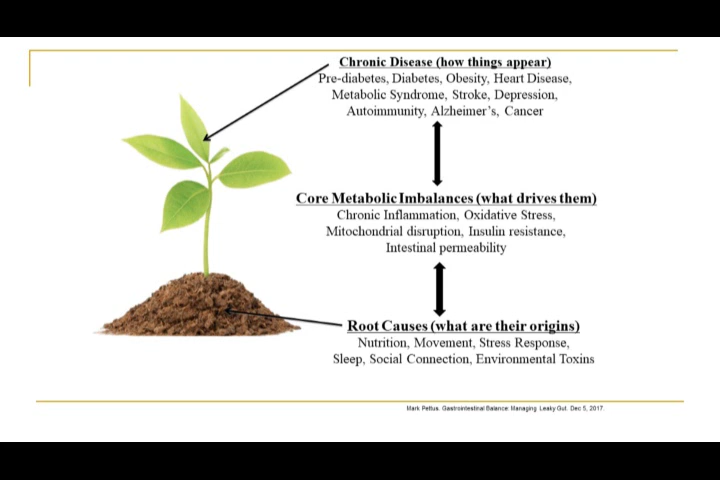 Chronic Disease (how things appear)
Pre-diabetes, Diabetes, Obesity, Heart Disease,
Metabolic Syndrome, Stroke, Depression,
Autoimmunity, Alzheimer's, Cancer
Core Metabolic Imbalances (what drives them)
Chronic Inflammation, Oxidative Stress,
Mitochondrial disruption, Insulin resistance,
Intestinal permeability
Root Causes (what are their origins)
Nutrition, Movement, Stress Response,
Sleep, Social Connection, Environmental Toxins
Mark Pettus. Gastrointestinal Balance: Managing Leaky Gut. Dec 5, 2017.